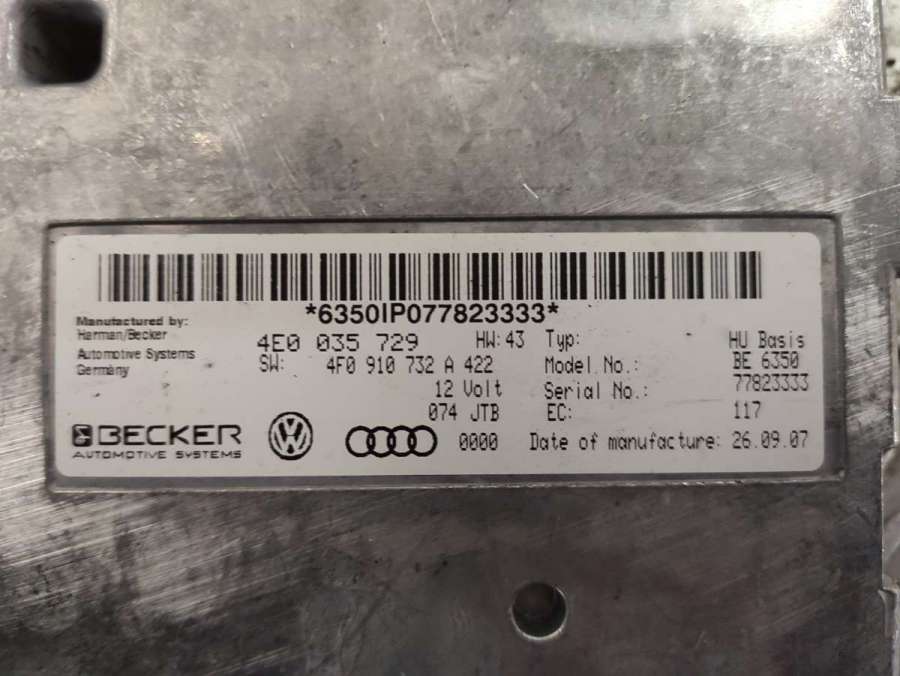 *6350IP077823333*
Manufactured by:
Harman/Becker
Automotive Systems
Germany
4E0 035 729 HW: 43
SW: 4F0 910 732 A 422
12 Volt
074 JTB
0000
Typ: HU Basis
Model No.: BE 6350
Serial No.: 77823333
EC: 117
Date of manufacture: 26.09.07
BECKER
AUTOMOTIVE SYSTEMS